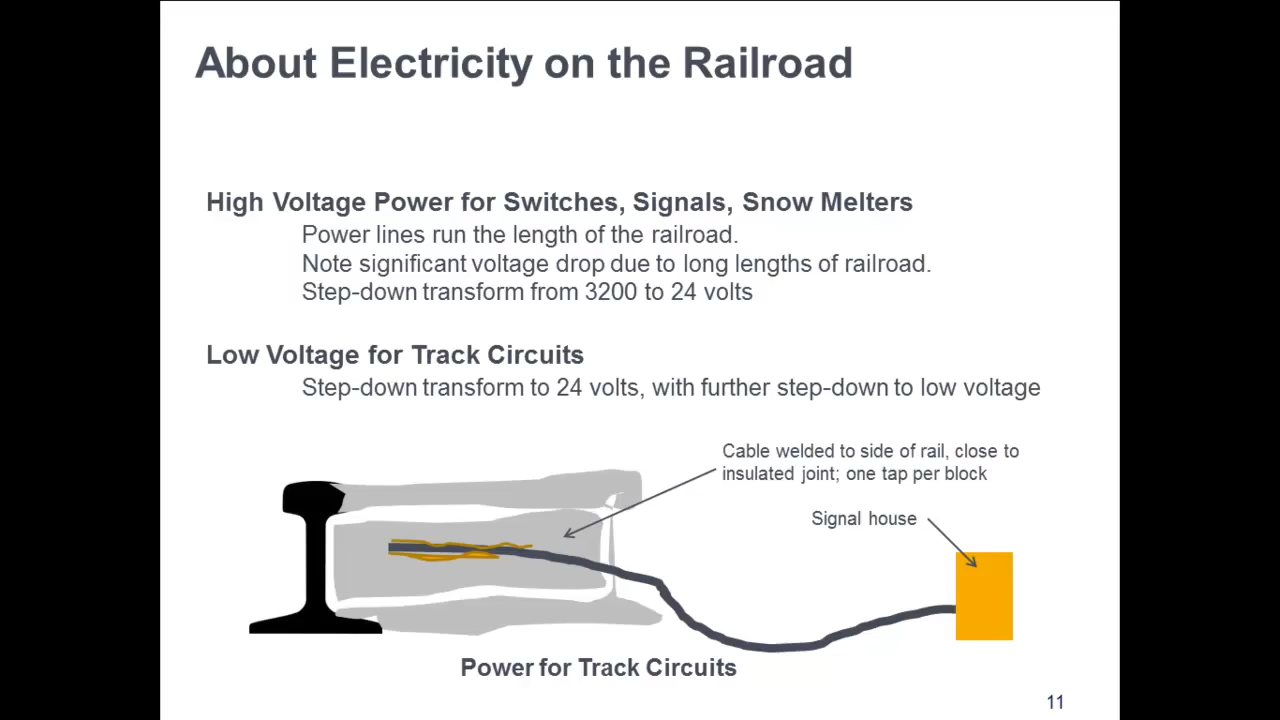 About Electricity on the Railroad
High Voltage Power for Switches, Signals, Snow Melters
Power lines run the length of the railroad.
Note significant voltage drop due to long lengths of railroad.
Step-down transform from 3200 to 24 volts
Low Voltage for Track Circuits
Step-down transform to 24 volts, with further step-down to low voltage
Cable welded to side of rail, close to
insulated joint; one tap per block
Signal house
Power for Track Circuits
11